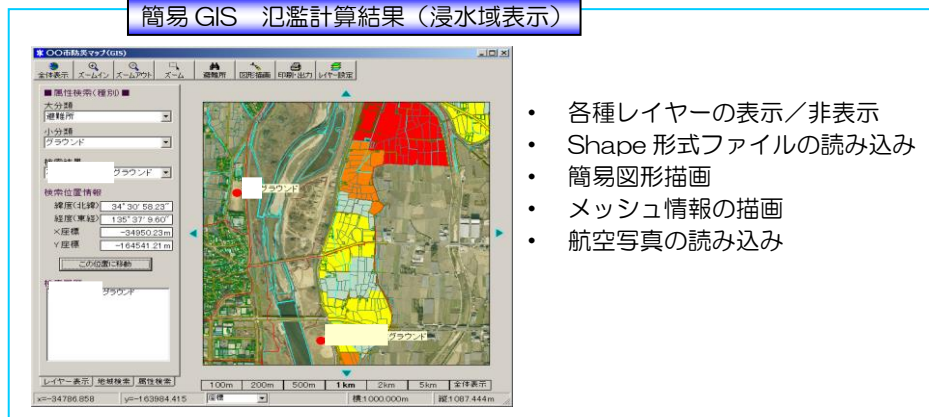 簡易 GIS 氾濫計算結果（浸水域表示）
〇〇市防災マップ(GIS)
全体表示 ズームイン ズームアウト ズーム 避難所 図形描画 印刷・出力 レイヤー設定
■属性検索(種別)■
大分類
避難所
小分類
グラウンド
グラウンド
検索位置情報
緯度(北緯) 34°30' 58.23"
経度(東経) 135°37' 9.60"
X座標 -34950.23m
Y座標 -164541.21m
この位置に移動
グラウンド
レイヤー表示 地域検索 属性検索
グラウンド
グラウンド
100m 200m 500m 1km 2km 5km 全体表示
x=-34786.858 y=-163984.415 座標 横:1000.000m 縦:1087.444m
• 各種レイヤーの表示／非表示
• Shape 形式ファイルの読み込み
• 簡易図形描画
• メッシュ情報の描画
• 航空写真の読み込み